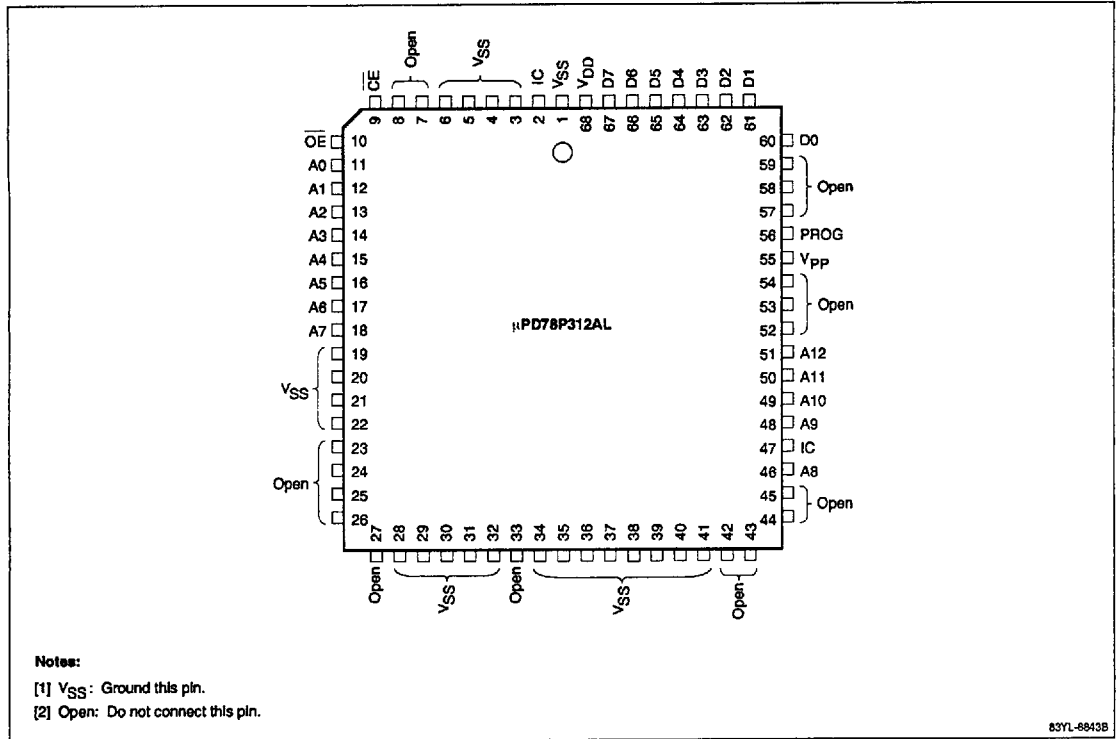 CE Open VSS IC VSS VDD D7 D6 D5 D4 D3 D2 D1
9 8 7 6 5 4 3 2 1 68 67 66 65 64 63 62 61
OE 10
A0 11
A1 12
A2 13
A3 14
A4 15
A5 16
A6 17
A7 18
19
20
VSS
21
22
23
24
Open
25
26
µPD78P312AL
60 D0
59
58 Open
57
56 PROG
55 VPP
54
53 Open
52
51 A12
50 A11
49 A10
48 A9
47 IC
46 A8
45
Open
44
27 28 29 30 31 32 33 34 35 36 37 38 39 40 41 42 43
Open VSS Open VSS Open
Notes:
[1] VSS: Ground this pin.
[2] Open: Do not connect this pin.
83YL-6843B